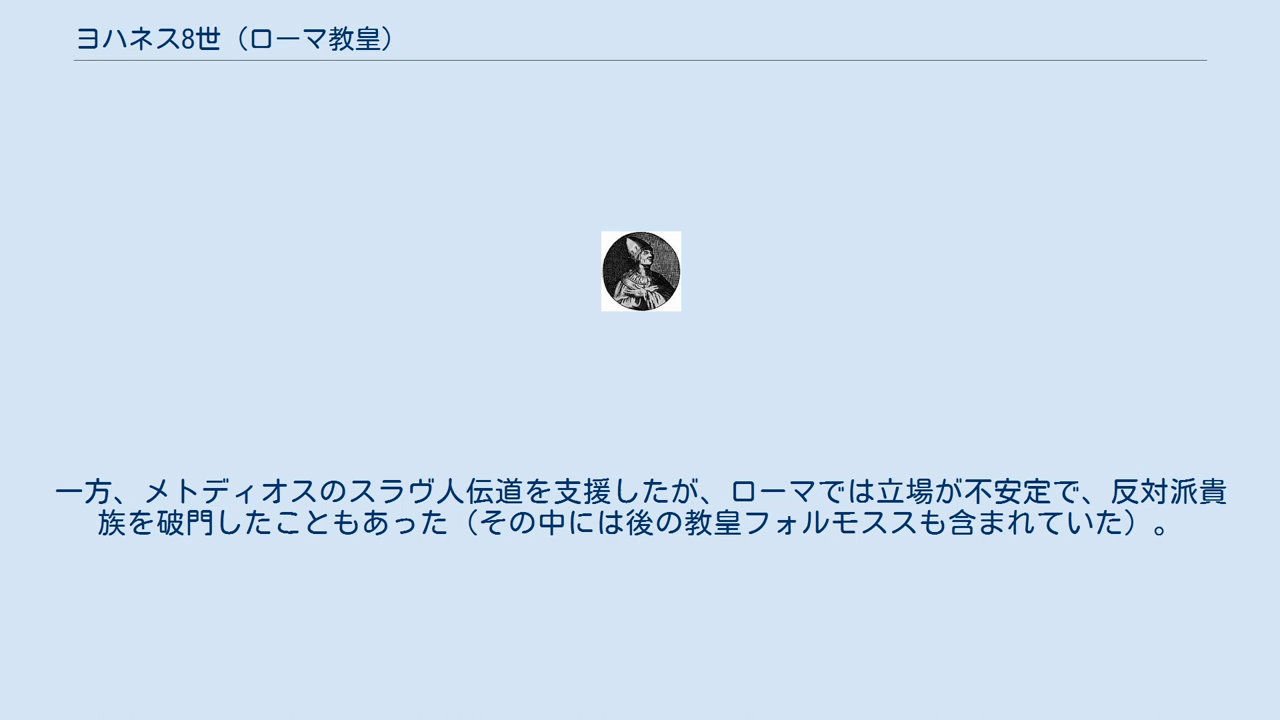 ヨハネス8世（ローマ教皇）
一方、メトディオスのスラヴ人伝道を支援したが、ローマでは立場が不安定で、反対派貴
族を破門したこともあった（その中には後の教皇フォルモススも含まれていた）。